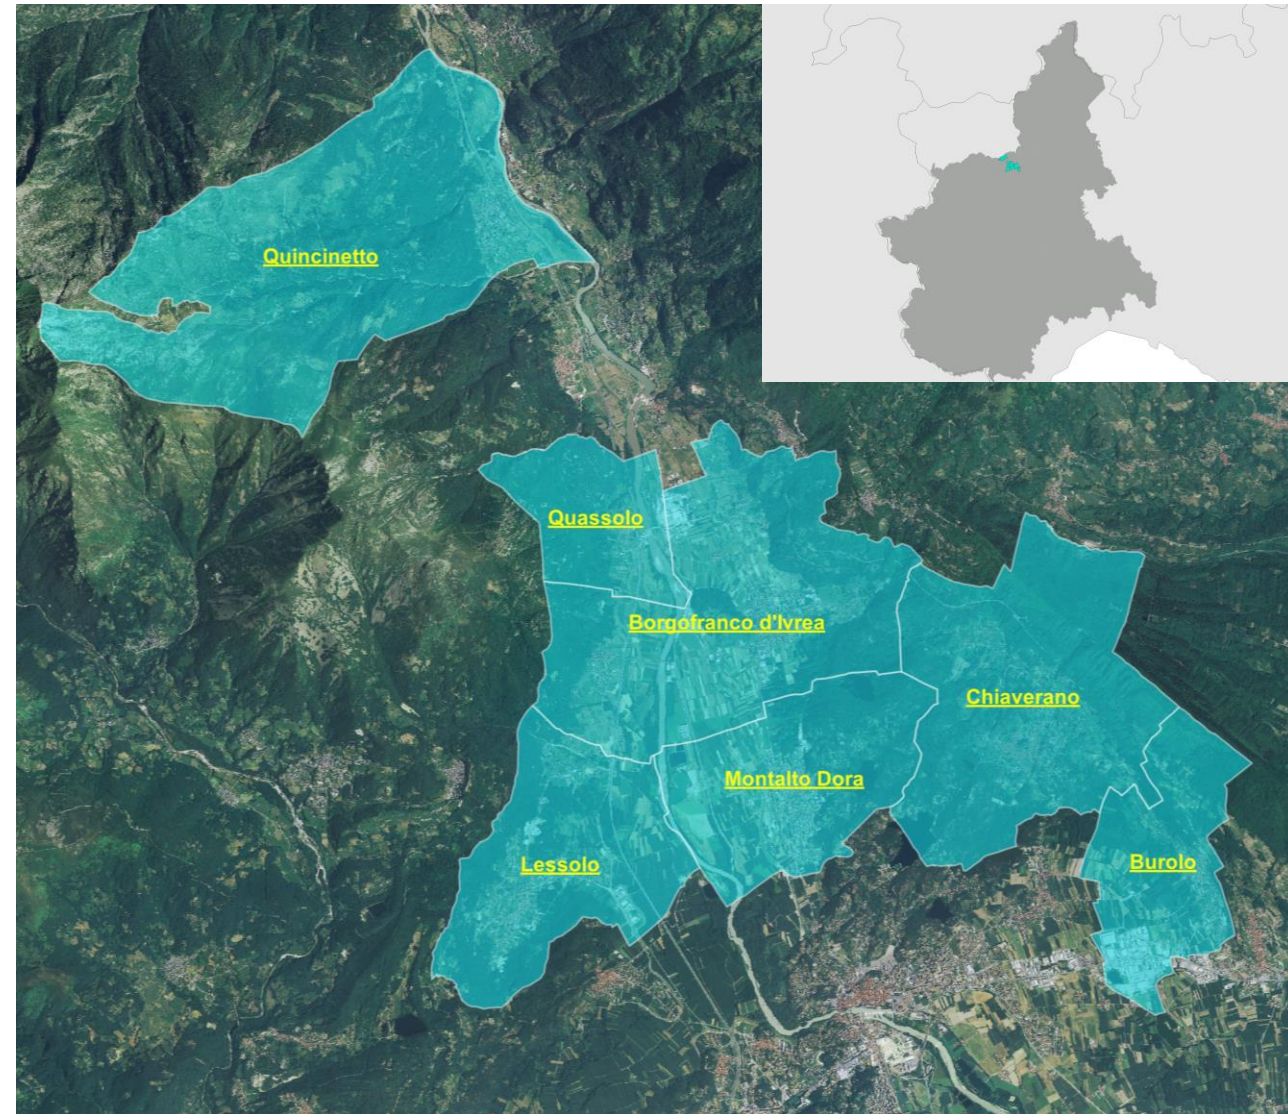 Quincinetto
Quassolo
Borgofranco d'Ivrea
Chiaverano
Montalto Dora
Lessolo
Burolo